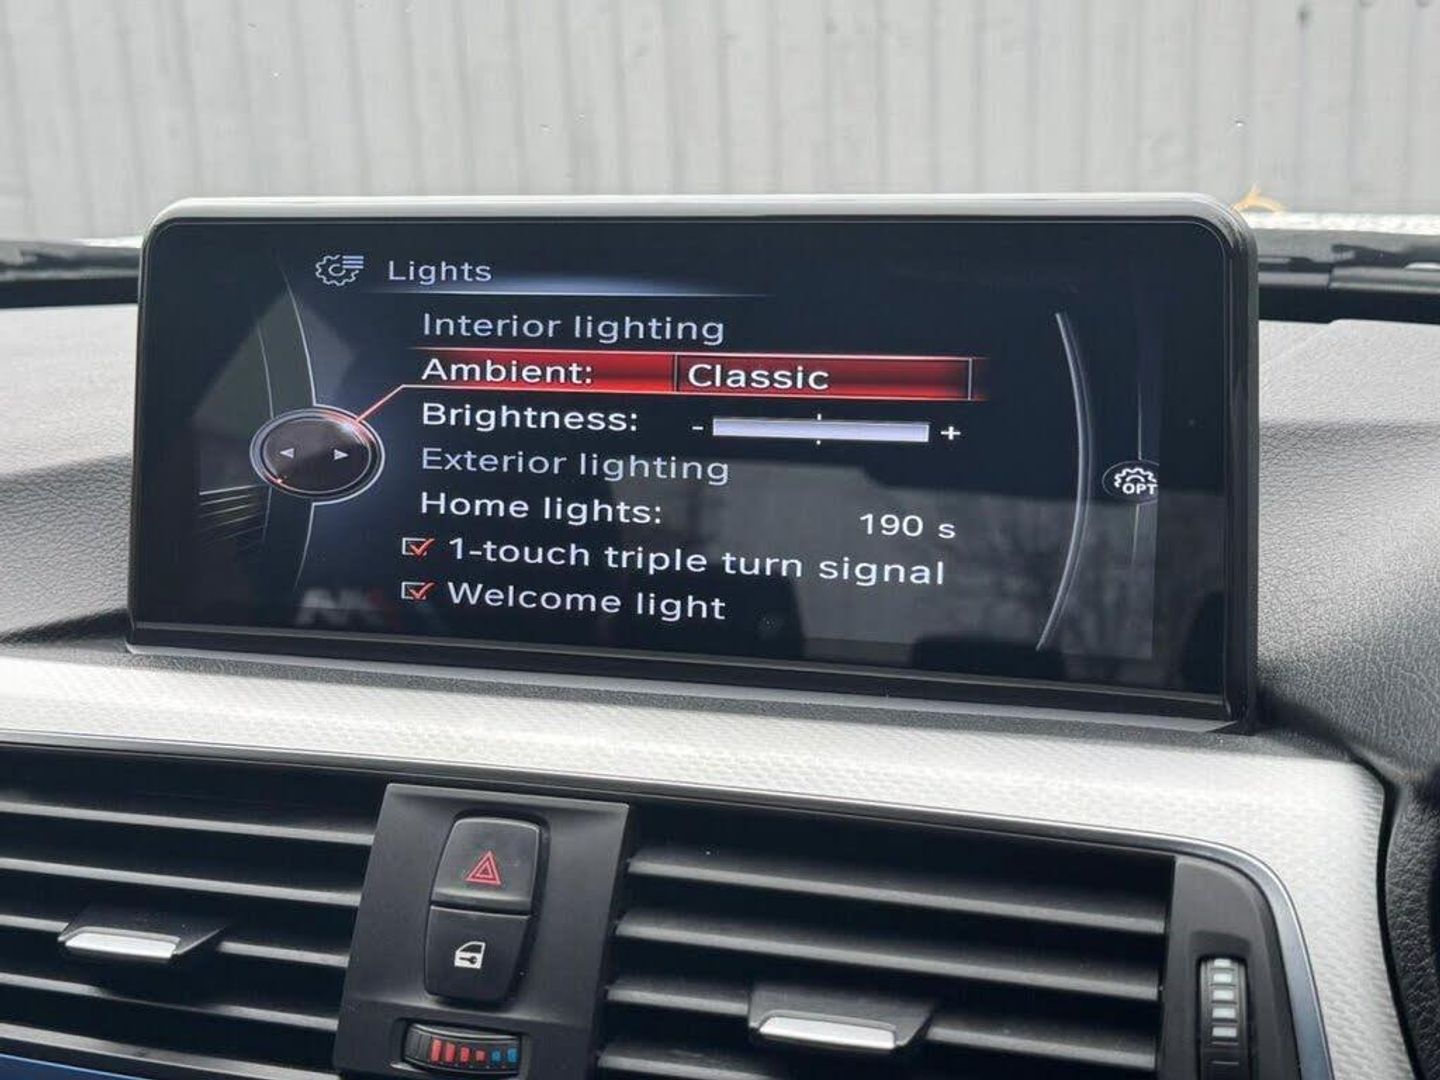 Lights
Interior lighting
Ambient: Classic
Brightness: - +
Exterior lighting
Home lights: 190 s
1-touch triple turn signal
Welcome light
OPT